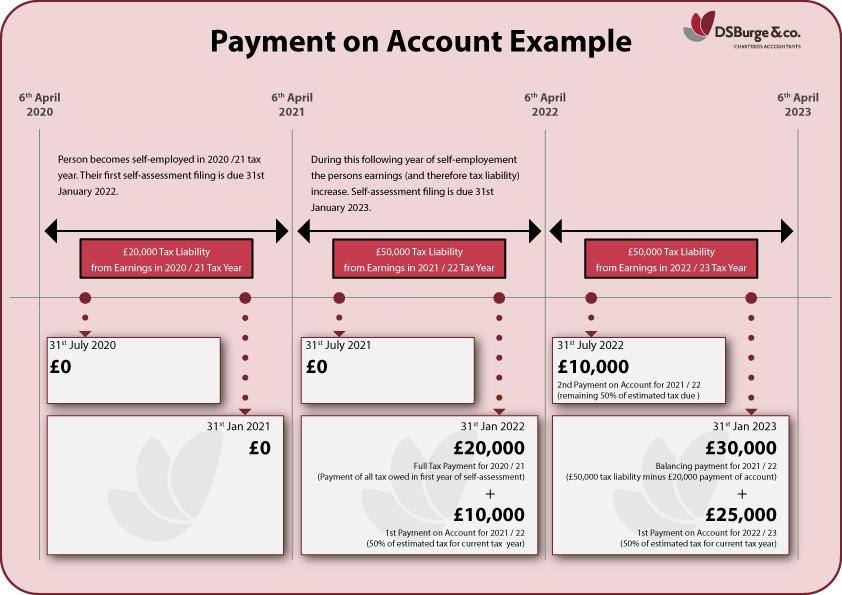 Payment on Account Example
DSBurge & co.
CHARTERED ACCOUNTANTS
6th April
2020
6th April
2021
6th April
2022
6th April
2023
Person becomes self-employed in 2020 /21 tax
year. Their first self-assessment filing is due 31st
January 2022.
During this following year of self-employement
the persons earnings (and therefore tax liability)
increase. Self-assessment filing is due 31st
January 2023.
£20,000 Tax Liability
from Earnings in 2020 / 21 Tax Year
£50,000 Tax Liability
from Earnings in 2021 / 22 Tax Year
£50,000 Tax Liability
from Earnings in 2022 / 23 Tax Year
31st July 2020
£0
31st July 2021
£0
31st July 2022
£10,000
2nd Payment on Account for 2021 / 22
(remaining 50% of estimated tax due )
31st Jan 2021
£0
31st Jan 2022
£20,000
Full Tax Payment for 2020 / 21
(Payment of all tax owed in first year of self-assessment)
+
£10,000
1st Payment on Account for 2021 / 22
(50% of estimated tax for current tax year)
31st Jan 2023
£30,000
Balancing payment for 2021 / 22
(£50,000 tax liability minus £20,000 payment of account)
+
£25,000
1st Payment on Account for 2022 / 23
(50% of estimated tax for current tax year)